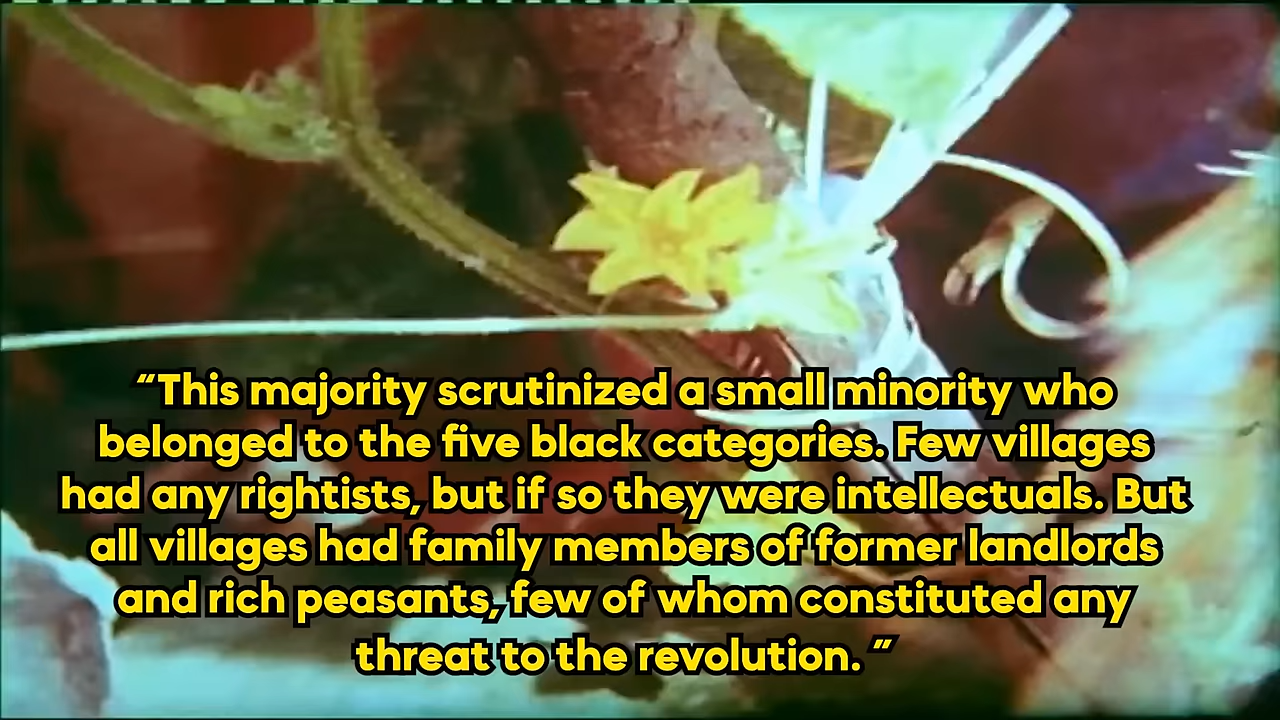 “This majority scrutinized a small minority who
belonged to the five black categories. Few villages
had any rightists, but if so they were intellectuals. But
all villages had family members of former landlords
and rich peasants, few of whom constituted any
threat to the revolution. ”